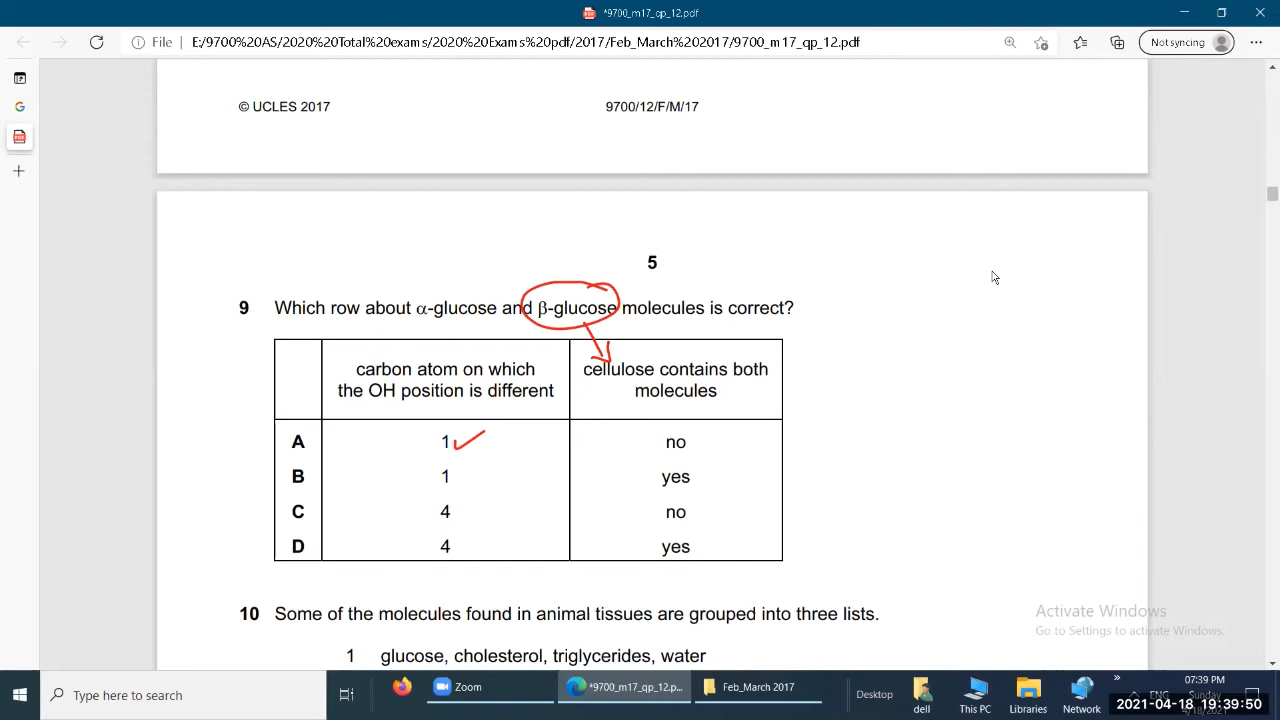 *9700_m17_qp_12.pdf
File | E:/9700%20AS/2020%20Total%20exams/2020%20Exams%20pdf/2017/Feb_March%202017/9700_m17_qp_12.pdf
Not syncing
© UCLES 2017 9700/12/F/M/17
5
9 Which row about α-glucose and β-glucose molecules is correct?
carbon atom on which the OH position is different cellulose contains both molecules
A 1 no
B 1 yes
C 4 no
D 4 yes
10 Some of the molecules found in animal tissues are grouped into three lists.
1 glucose, cholesterol, triglycerides, water
Activate Windows
Go to Settings to activate Windows.
Type here to search
Zoom
*9700_m17_qp_12.p...
Feb_March 2017
Desktop
dell
This PC
Libraries
Network
ENG
07:39 PM
Sunday
2021-04-18 19:39:50